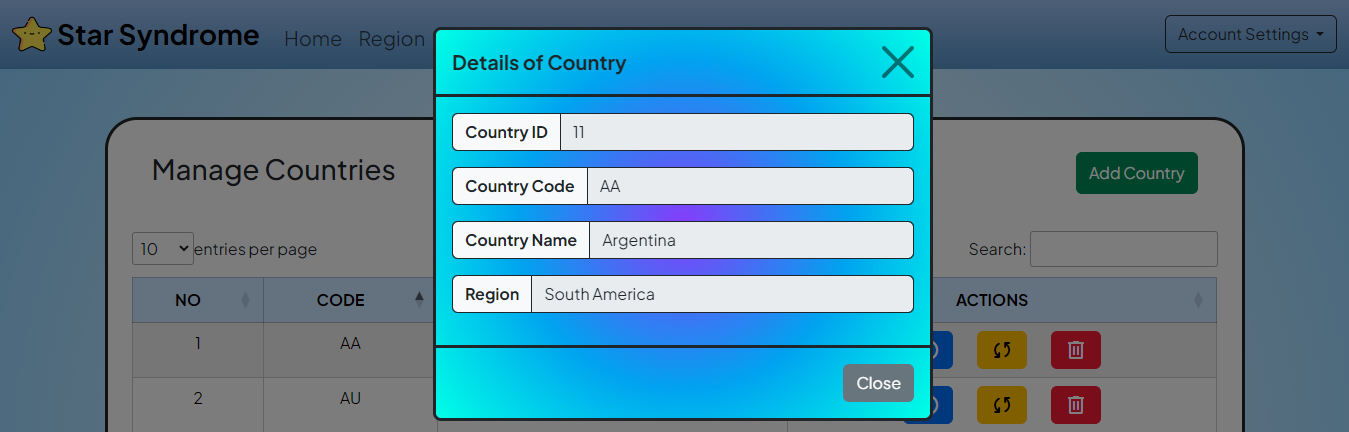 Star Syndrome Home Region Account Settings
Details of Country
Manage Countries Add Country
Country ID 11
Country Code AA
Country Name Argentina
Region South America
10 entries per page Search:
NO CODE ACTIONS
1 AA
2 AU
Close